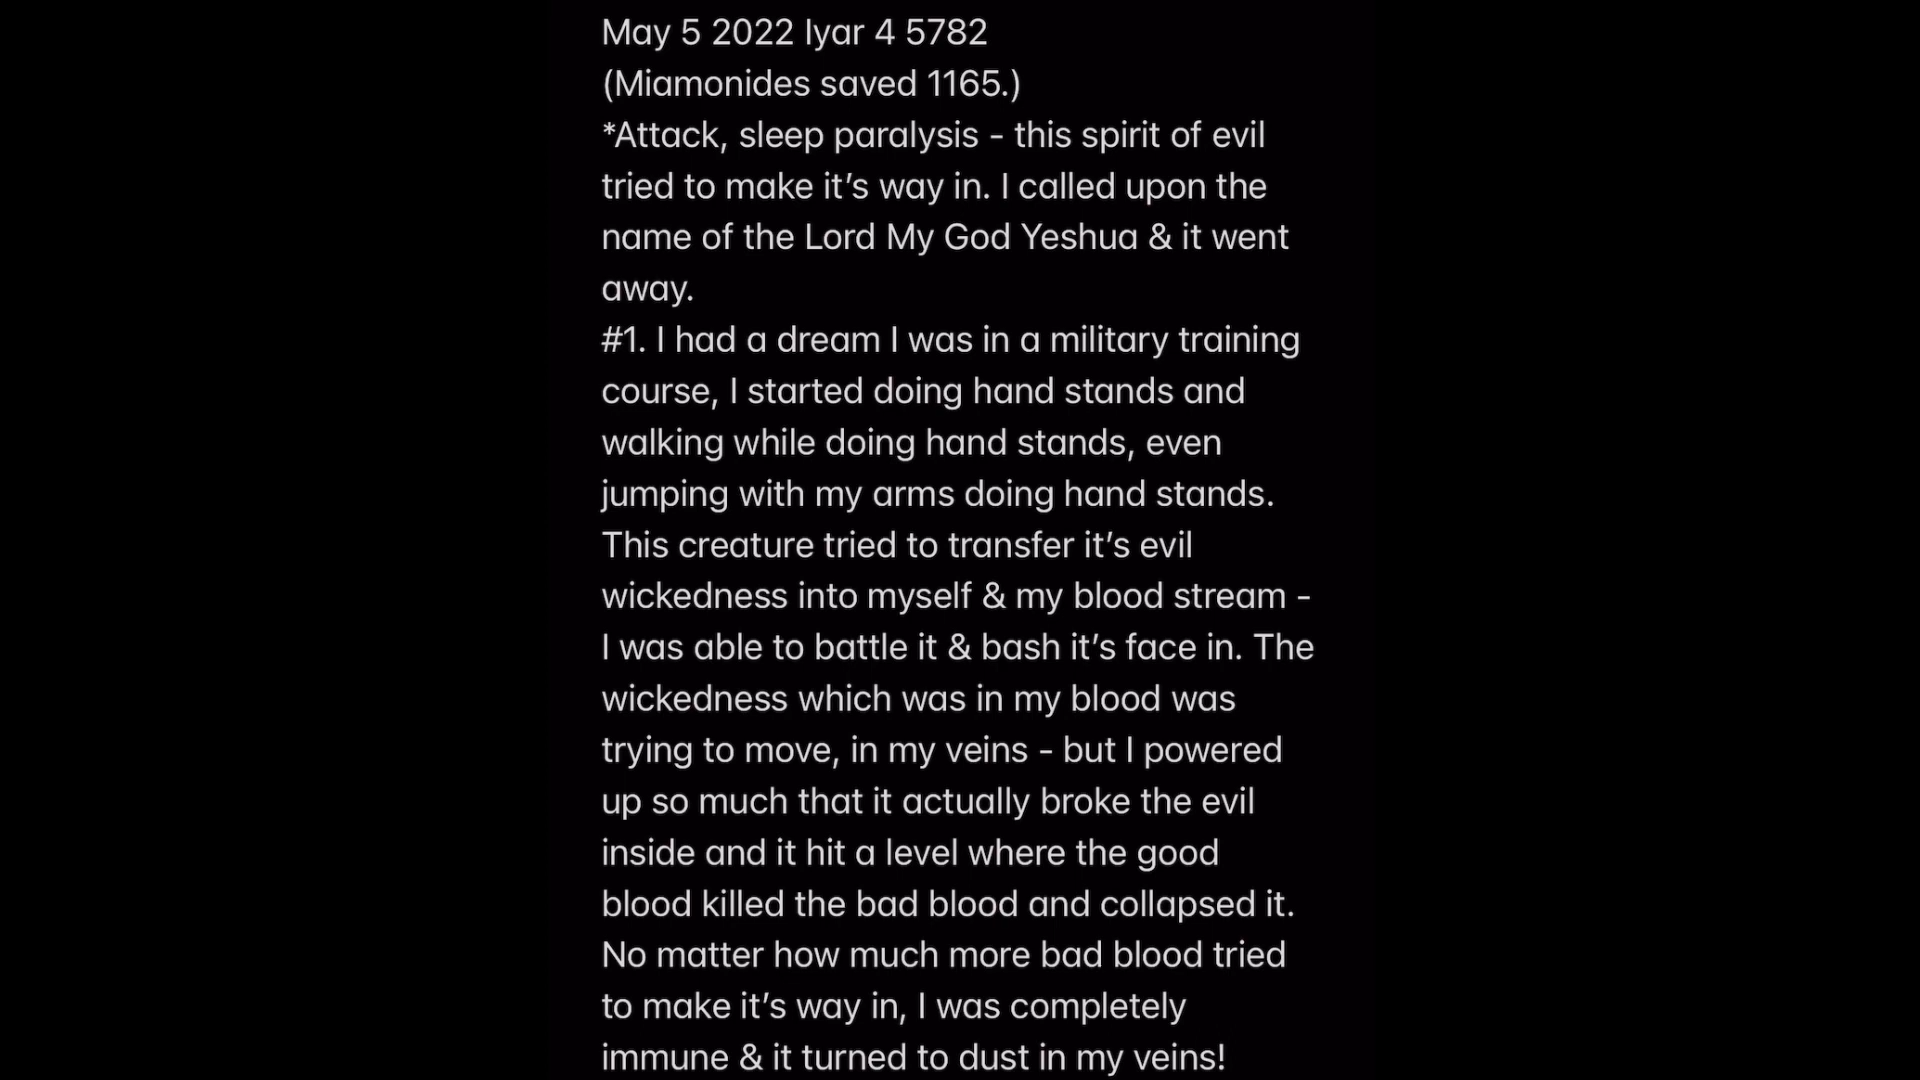 May 5 2022 Iyar 4 5782
(Miamonides saved 1165.)
*Attack, sleep paralysis - this spirit of evil
tried to make it’s way in. I called upon the
name of the Lord My God Yeshua & it went
away.
#1. I had a dream I was in a military training
course, I started doing hand stands and
walking while doing hand stands, even
jumping with my arms doing hand stands.
This creature tried to transfer it’s evil
wickedness into myself & my blood stream -
I was able to battle it & bash it’s face in. The
wickedness which was in my blood was
trying to move, in my veins - but I powered
up so much that it actually broke the evil
inside and it hit a level where the good
blood killed the bad blood and collapsed it.
No matter how much more bad blood tried
to make it’s way in, I was completely
immune & it turned to dust in my veins!